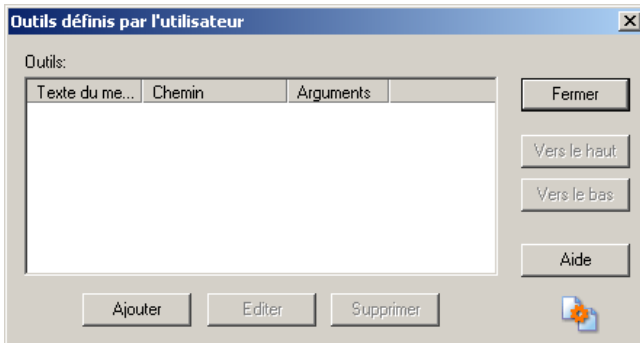 Outils définis par l'utilisateur
Outils:
Texte du me... Chemin Arguments
Fermer
Vers le haut
Vers le bas
Aide
Ajouter Editer Supprimer